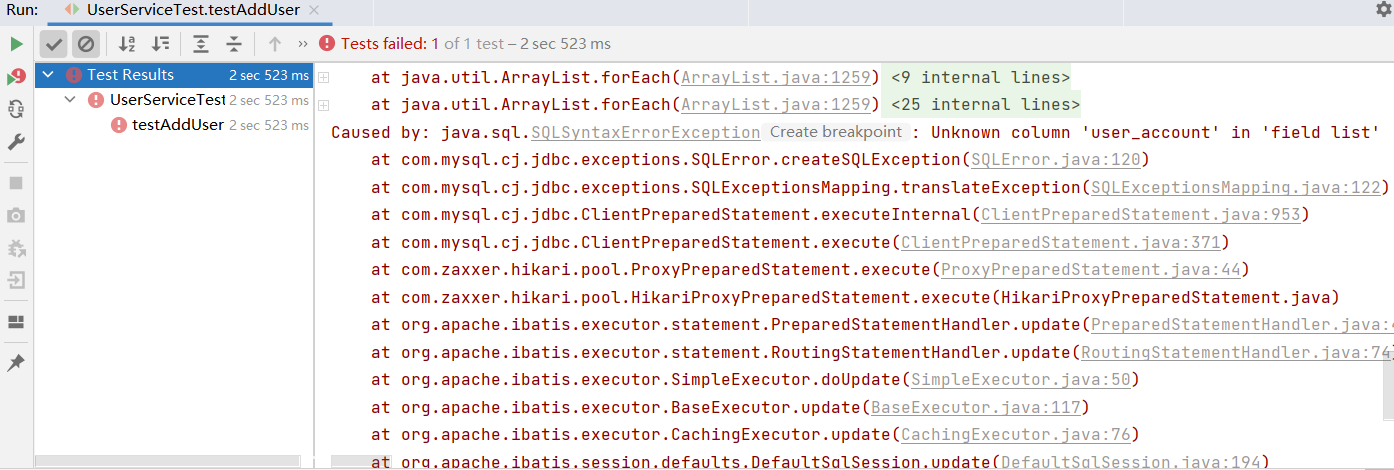 Run: UserServiceTest.testAddUser
Tests failed: 1 of 1 test – 2 sec 523 ms
Test Results 2 sec 523 ms
UserServiceTest 2 sec 523 ms
testAddUser 2 sec 523 ms
at java.util.ArrayList.forEach(ArrayList.java:1259) <9 internal lines>
at java.util.ArrayList.forEach(ArrayList.java:1259) <25 internal lines>
Caused by: java.sql.SQLSyntaxErrorException Create breakpoint : Unknown column 'user_account' in 'field list'
at com.mysql.cj.jdbc.exceptions.SQLError.createSQLException(SQLError.java:120)
at com.mysql.cj.jdbc.exceptions.SQLExceptionsMapping.translateException(SQLExceptionsMapping.java:122)
at com.mysql.cj.jdbc.ClientPreparedStatement.executeInternal(ClientPreparedStatement.java:953)
at com.mysql.cj.jdbc.ClientPreparedStatement.execute(ClientPreparedStatement.java:371)
at com.zaxxer.hikari.pool.ProxyPreparedStatement.execute(ProxyPreparedStatement.java:44)
at com.zaxxer.hikari.pool.HikariProxyPreparedStatement.execute(HikariProxyPreparedStatement.java)
at org.apache.ibatis.executor.statement.PreparedStatementHandler.update(PreparedStatementHandler.java:
at org.apache.ibatis.executor.statement.RoutingStatementHandler.update(RoutingStatementHandler.java:74)
at org.apache.ibatis.executor.SimpleExecutor.doUpdate(SimpleExecutor.java:50)
at org.apache.ibatis.executor.BaseExecutor.update(BaseExecutor.java:117)
at org.apache.ibatis.executor.CachingExecutor.update(CachingExecutor.java:76)
at org.apache.ibatis.session.defaults.DefaultSqlSession.update(DefaultSqlSession.java:194)